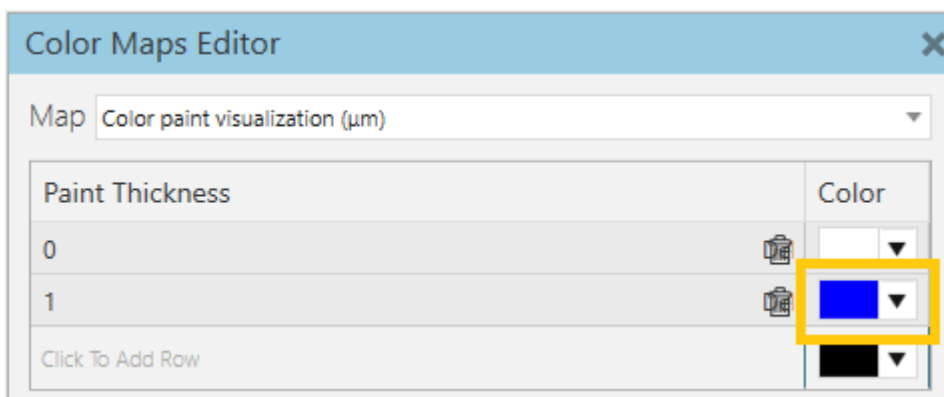 Color Maps Editor
Map Color paint visualization (µm)
Paint Thickness Color
0
1
Click To Add Row